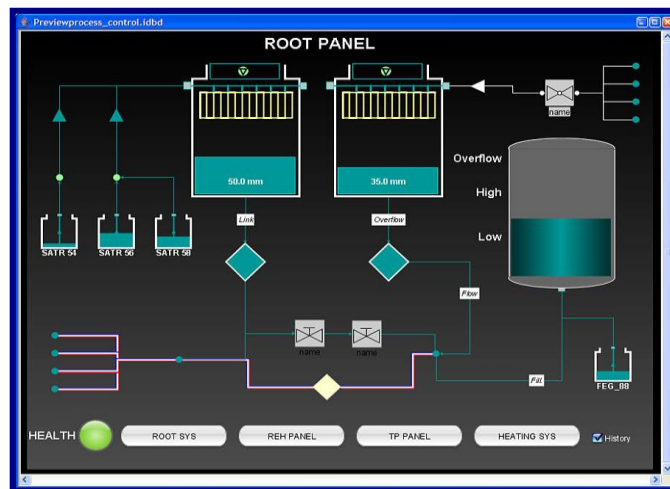 Previewprocess_control.idbd
ROOT PANEL
name
Overflow
High
Low
50.0 mm
35.0 mm
Link
Overflow
SATR 54
SATR 56
SATR 58
Flow
name
name
Fill
FEG_88
HEALTH
ROOT SYS
REH PANEL
TP PANEL
HEATING SYS
History